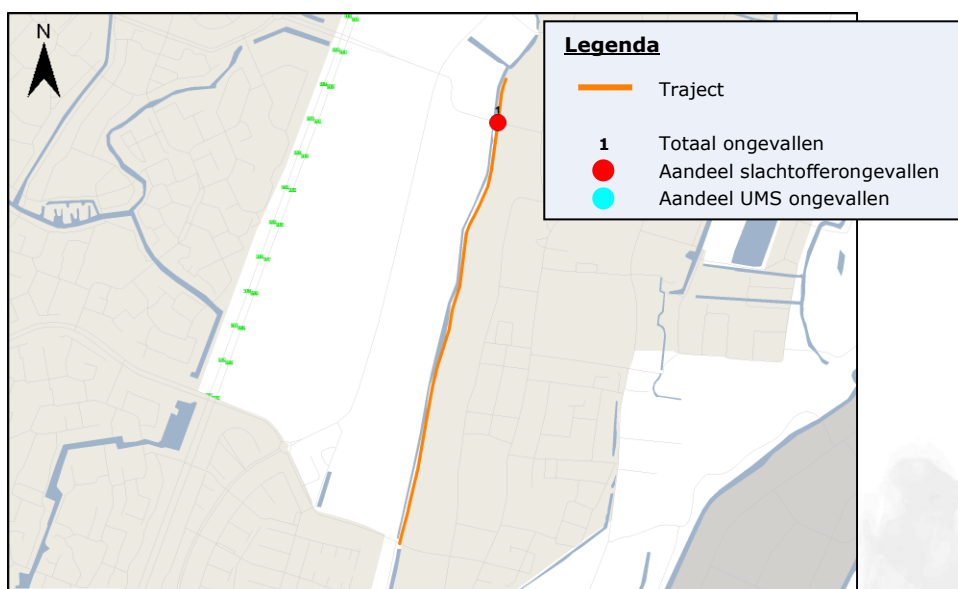 N
Legenda
Traject
1 Totaal ongevallen
Aandeel slachtofferongevallen
Aandeel UMS ongevallen
1